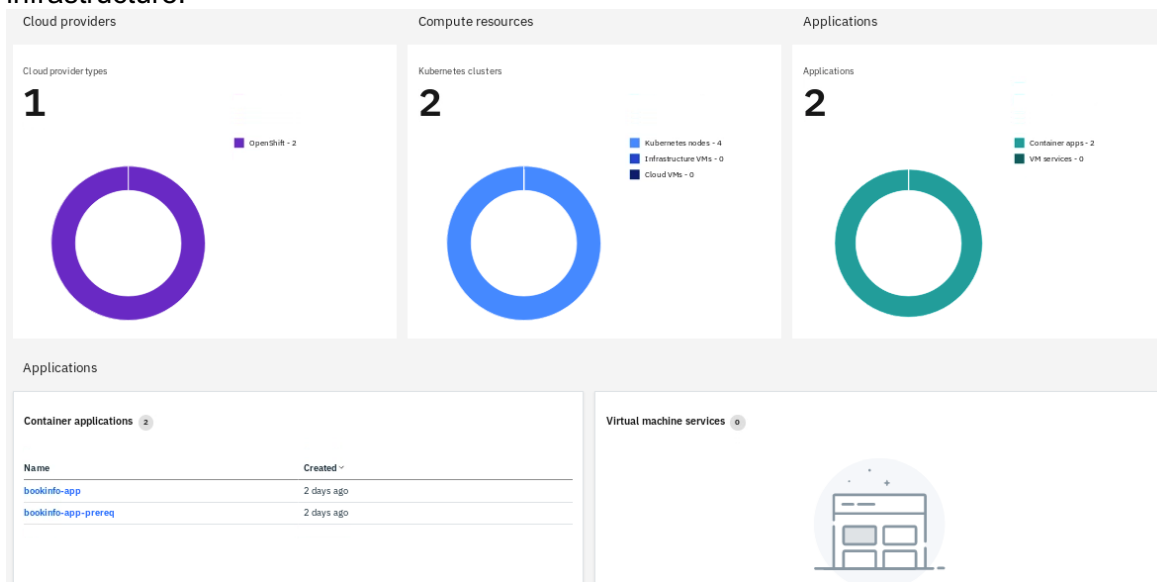 infrastructure.
Cloud providers
Compute resources
Applications
Cloud provider types
1
OpenShift - 2
Kubernetes clusters
2
Kubernetes nodes - 4
Infrastructure VMs - 0
Cloud VMs - 0
Applications
2
Container apps - 2
VM services - 0
Applications
Container applications 2
Name Created
bookinfo-app 2 days ago
bookinfo-app-prereq 2 days ago
Virtual machine services 0